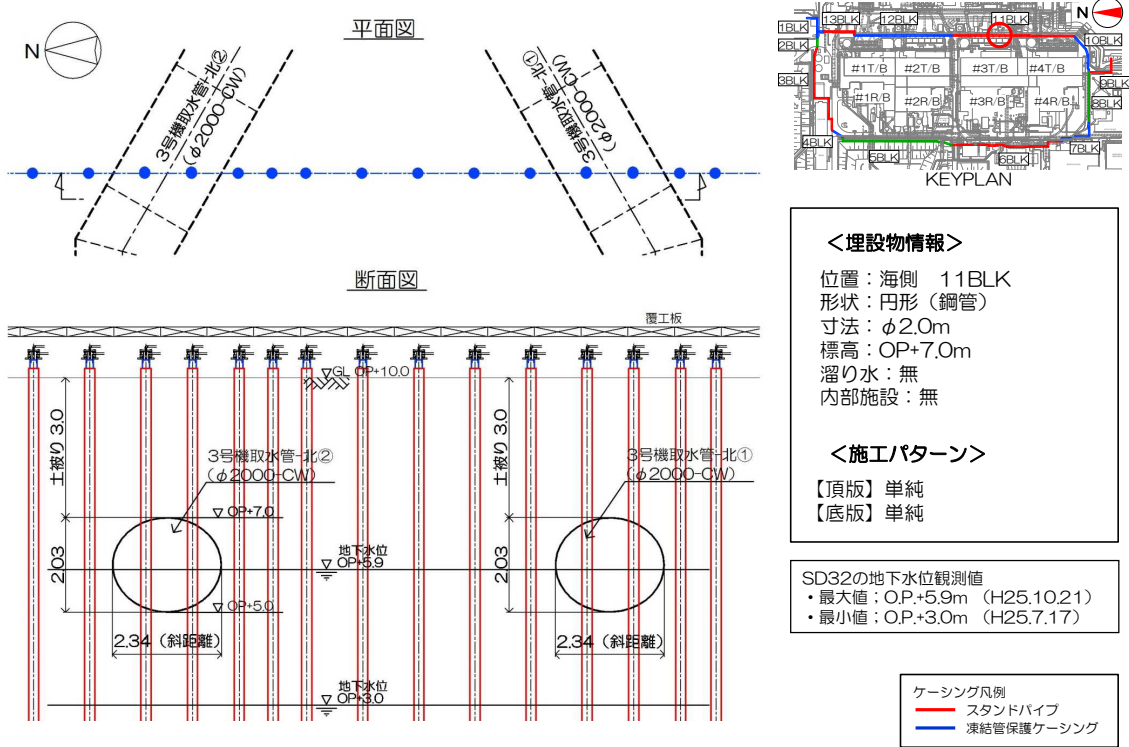 平面図
N
3号機取水管-北②
(φ2000-CW)
3号機取水管-北①
(φ2000-CW)
断面図
覆工板
▽GL OP+10.0
土被り 3.0
土被り 3.0
3号機取水管-北②
(φ2000-CW)
3号機取水管-北①
(φ2000-CW)
▽ OP+7.0
地下水位
▽ OP+5.9
2.03
2.03
▽ OP+5.0
2.34 (斜距離)
2.34 (斜距離)
地下水位
▽ OP+3.0
1BLK
13BLK
12BLK
11BLK
N
2BLK
10BLK
3BLK
#1T/B
#2T/B
#3T/B
#4T/B
9BLK
#1R/B
#2R/B
#3R/B
#4R/B
8BLK
4BLK
5BLK
6BLK
7BLK
KEYPLAN
<埋設物情報>
位置:海側 11BLK
形状:円形(鋼管)
寸法:φ2.0m
標高:OP+7.0m
溜り水:無
内部施設:無
<施工パターン>
【頂版】単純
【底版】単純
SD32の地下水位観測値
・最大値;O.P.+5.9m (H25.10.21)
・最小値;O.P.+3.0m (H25.7.17)
ケーシング凡例
スタンドパイプ
凍結管保護ケーシング